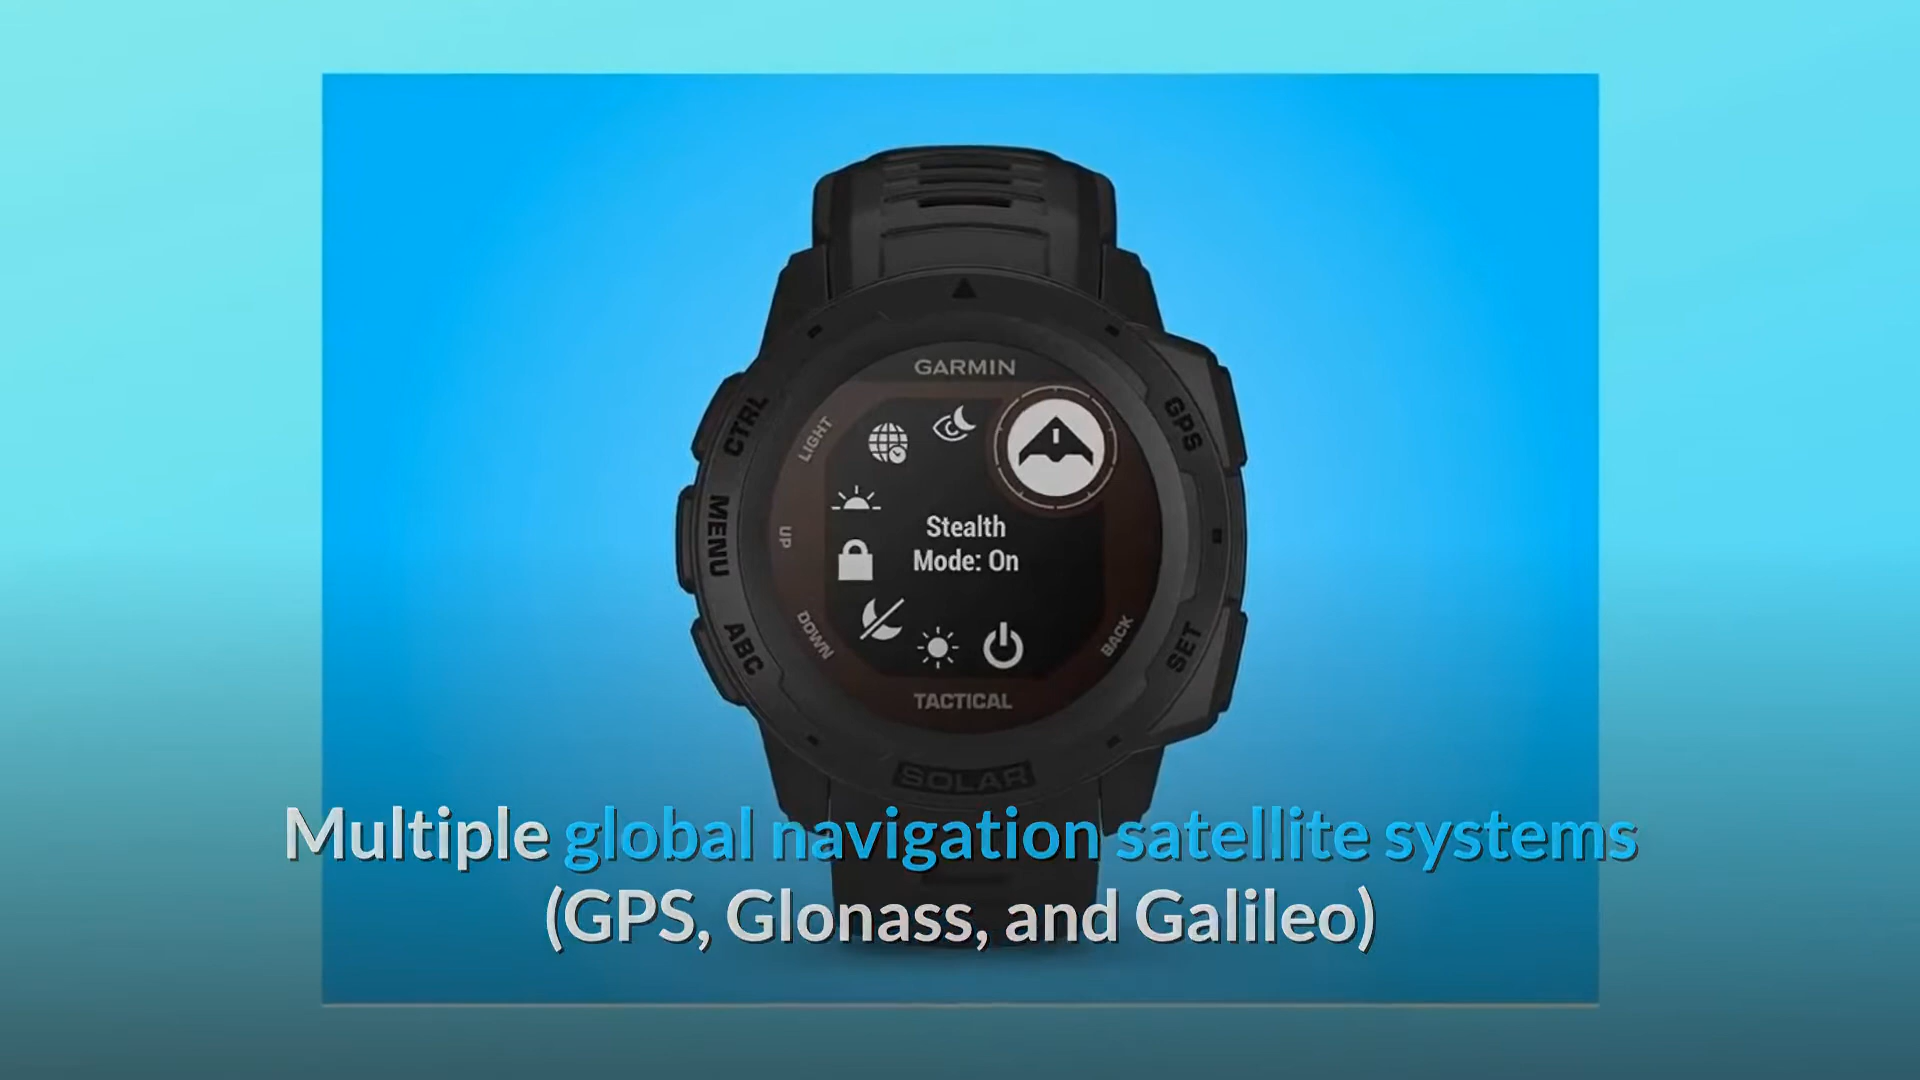 GARMIN
CTRL
LIGHT
GPS
MENU
UP
Stealth
Mode: On
ABC
DOWN
BACK
SET
TACTICAL
SOLAR
Multiple global navigation satellite systems
(GPS, Glonass, and Galileo)